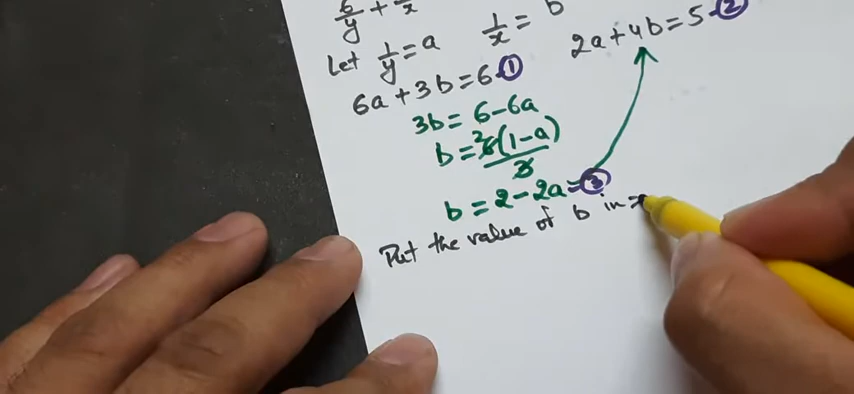 6/y + 3/x
Let 1/y = a 1/x = b
2a + 4b = 5 - ②
6a + 3b = 6 - ①
3b = 6 - 6a
b = 2 6(1-a)/3
b = 2 - 2a = ③
Put the value of b in =